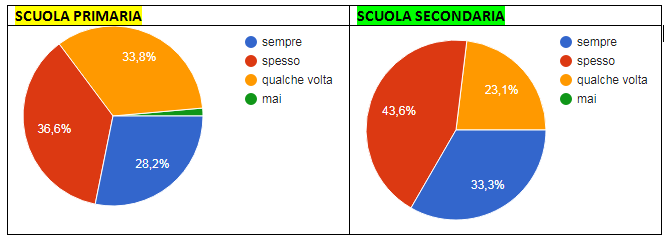 SCUOLA PRIMARIA
33,8%
36,6%
28,2%
sempre
spesso
qualche volta
mai
SCUOLA SECONDARIA
43,6%
23,1%
33,3%
sempre
spesso
qualche volta
mai